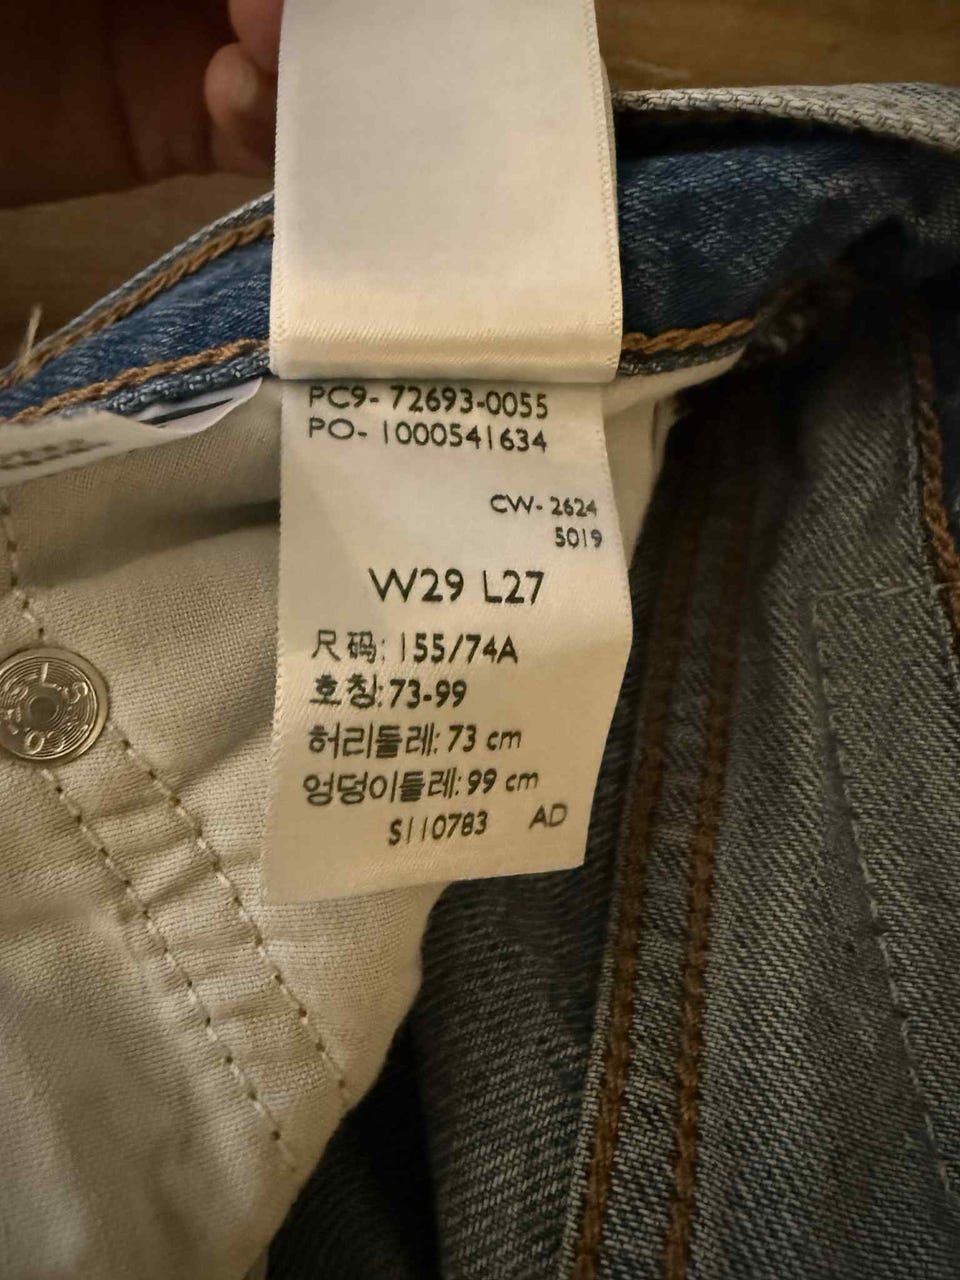 PC9- 72693-0055
PO- 1000541634
CW- 2624
5019
W29 L27
尺码: 155/74A
호칭: 73-99
허리둘레: 73 cm
엉덩이둘레: 99 cm
S110783 AD